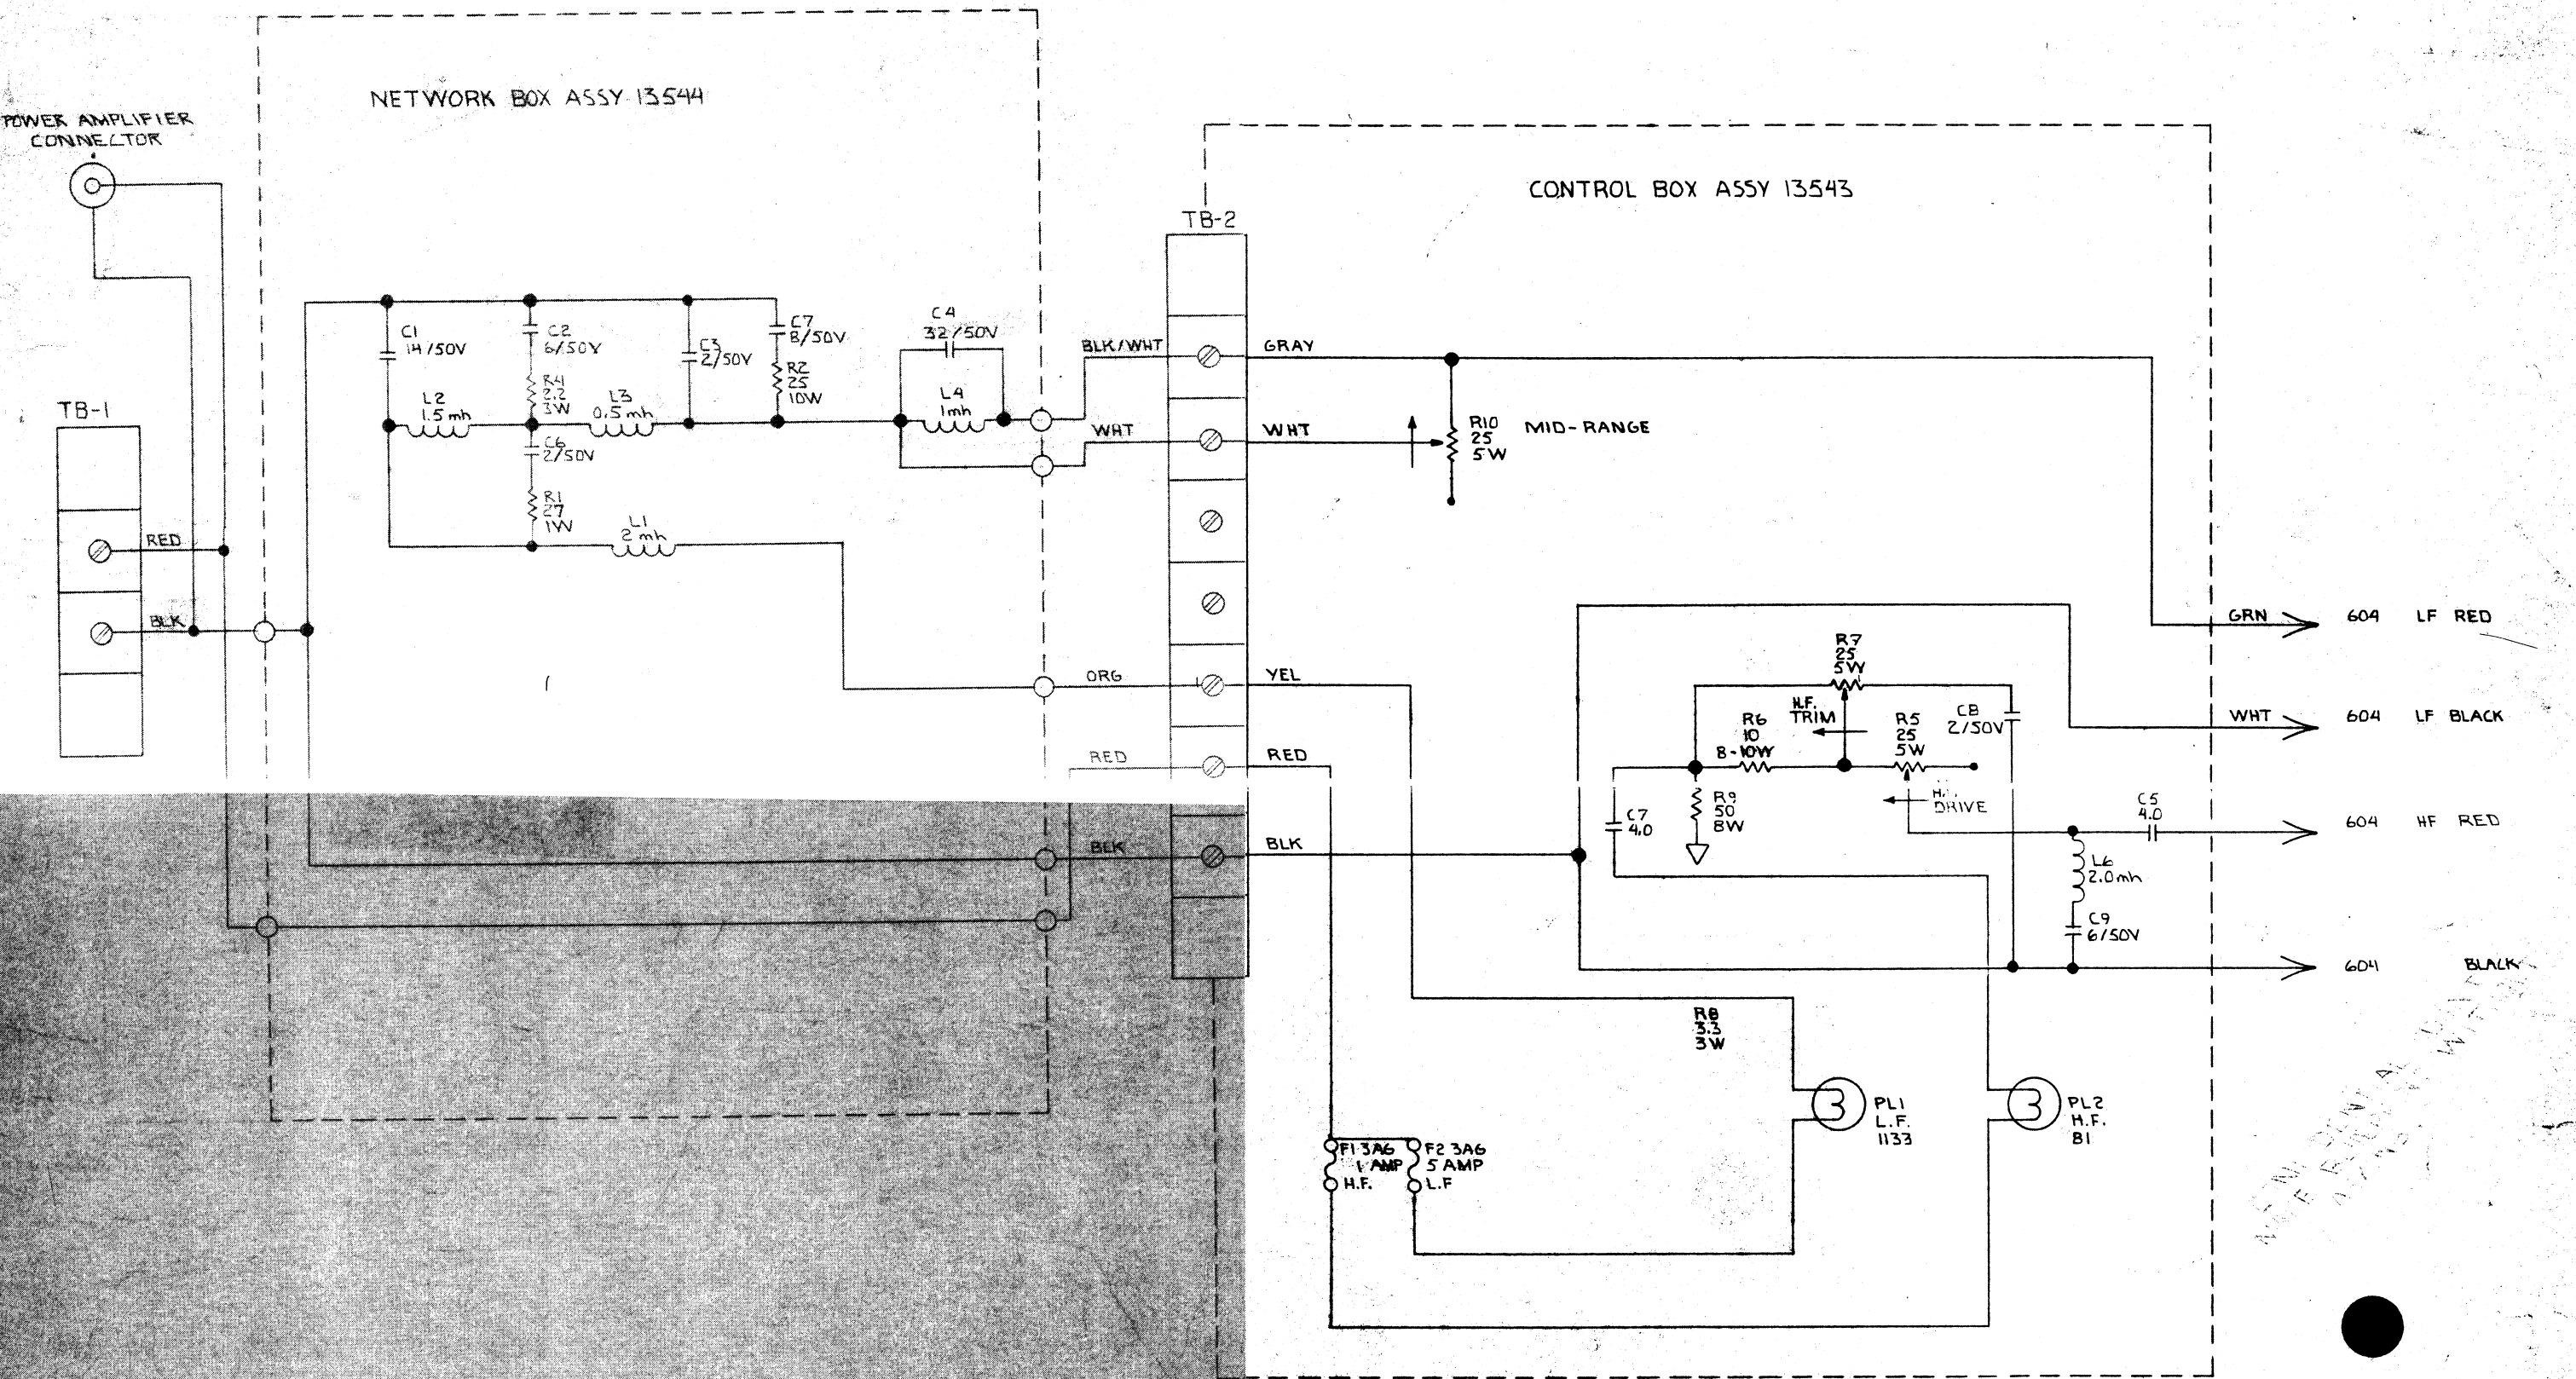 POWER AMPLIFIER
CONNECTOR
NETWORK BOX ASSY 13544
CONTROL BOX ASSY 13543
TB-1
RED
BLK
C1
14/50V
C2
6/50V
R4
2.2
3W
C3
2/50V
C7
8/50V
R2
25
10W
C4
32/50V
L2
1.5mh
L3
0.5mh
L4
1mh
C6
2/50V
R1
27
1W
L1
2mh
TB-2
BLK/WHT
GRAY
WHT
WHT
R10
25
5W
MID-RANGE
ORG
YEL
RED
RED
BLK
BLK
R7
25
5W
H.F.
TRIM
R6
10
8-10W
R5
25
5W
C8
2/50V
H.F.
DRIVE
C7
4.0
R9
50
8W
C5
4.0
L6
2.0mh
C9
6/50V
GRN
604 LF RED
WHT
604 LF BLACK
604 HF RED
604 BLACK
R8
3.3
3W
PL1
L.F.
1133
PL2
H.F.
81
F1 3AG
1 AMP
H.F.
F2 3AG
5 AMP
L.F